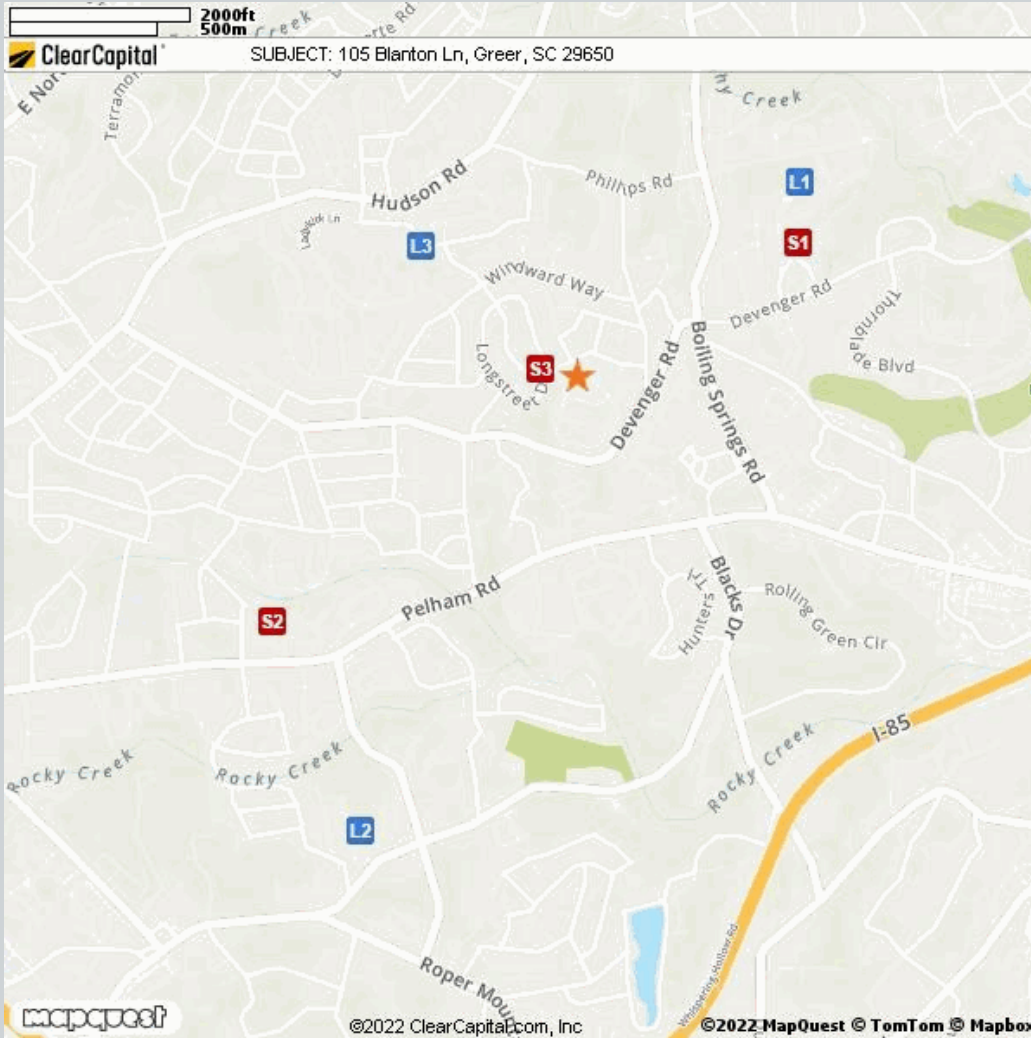 2000ft
500m
Creek
ClearCapital
SUBJECT: 105 Blanton Ln, Greer, SC 29650
Creek
Hudson Rd
Phillips Rd
L1
L3
S1
Windward Way
Devenger Rd
S3
Longstreet D
Devenger Rd
Boiling Springs Rd
Thornblade Blvd
Pelham Rd
S2
Blacks Dr
Hunters Trl
Rolling Green Cir
I-85
Rocky Creek
Rocky Creek
Rocky Creek
L2
Roper Moun
Whispering Hollow Rd
mapquest
©2022 ClearCapital.com, Inc
©2022 MapQuest © TomTom © Mapbox